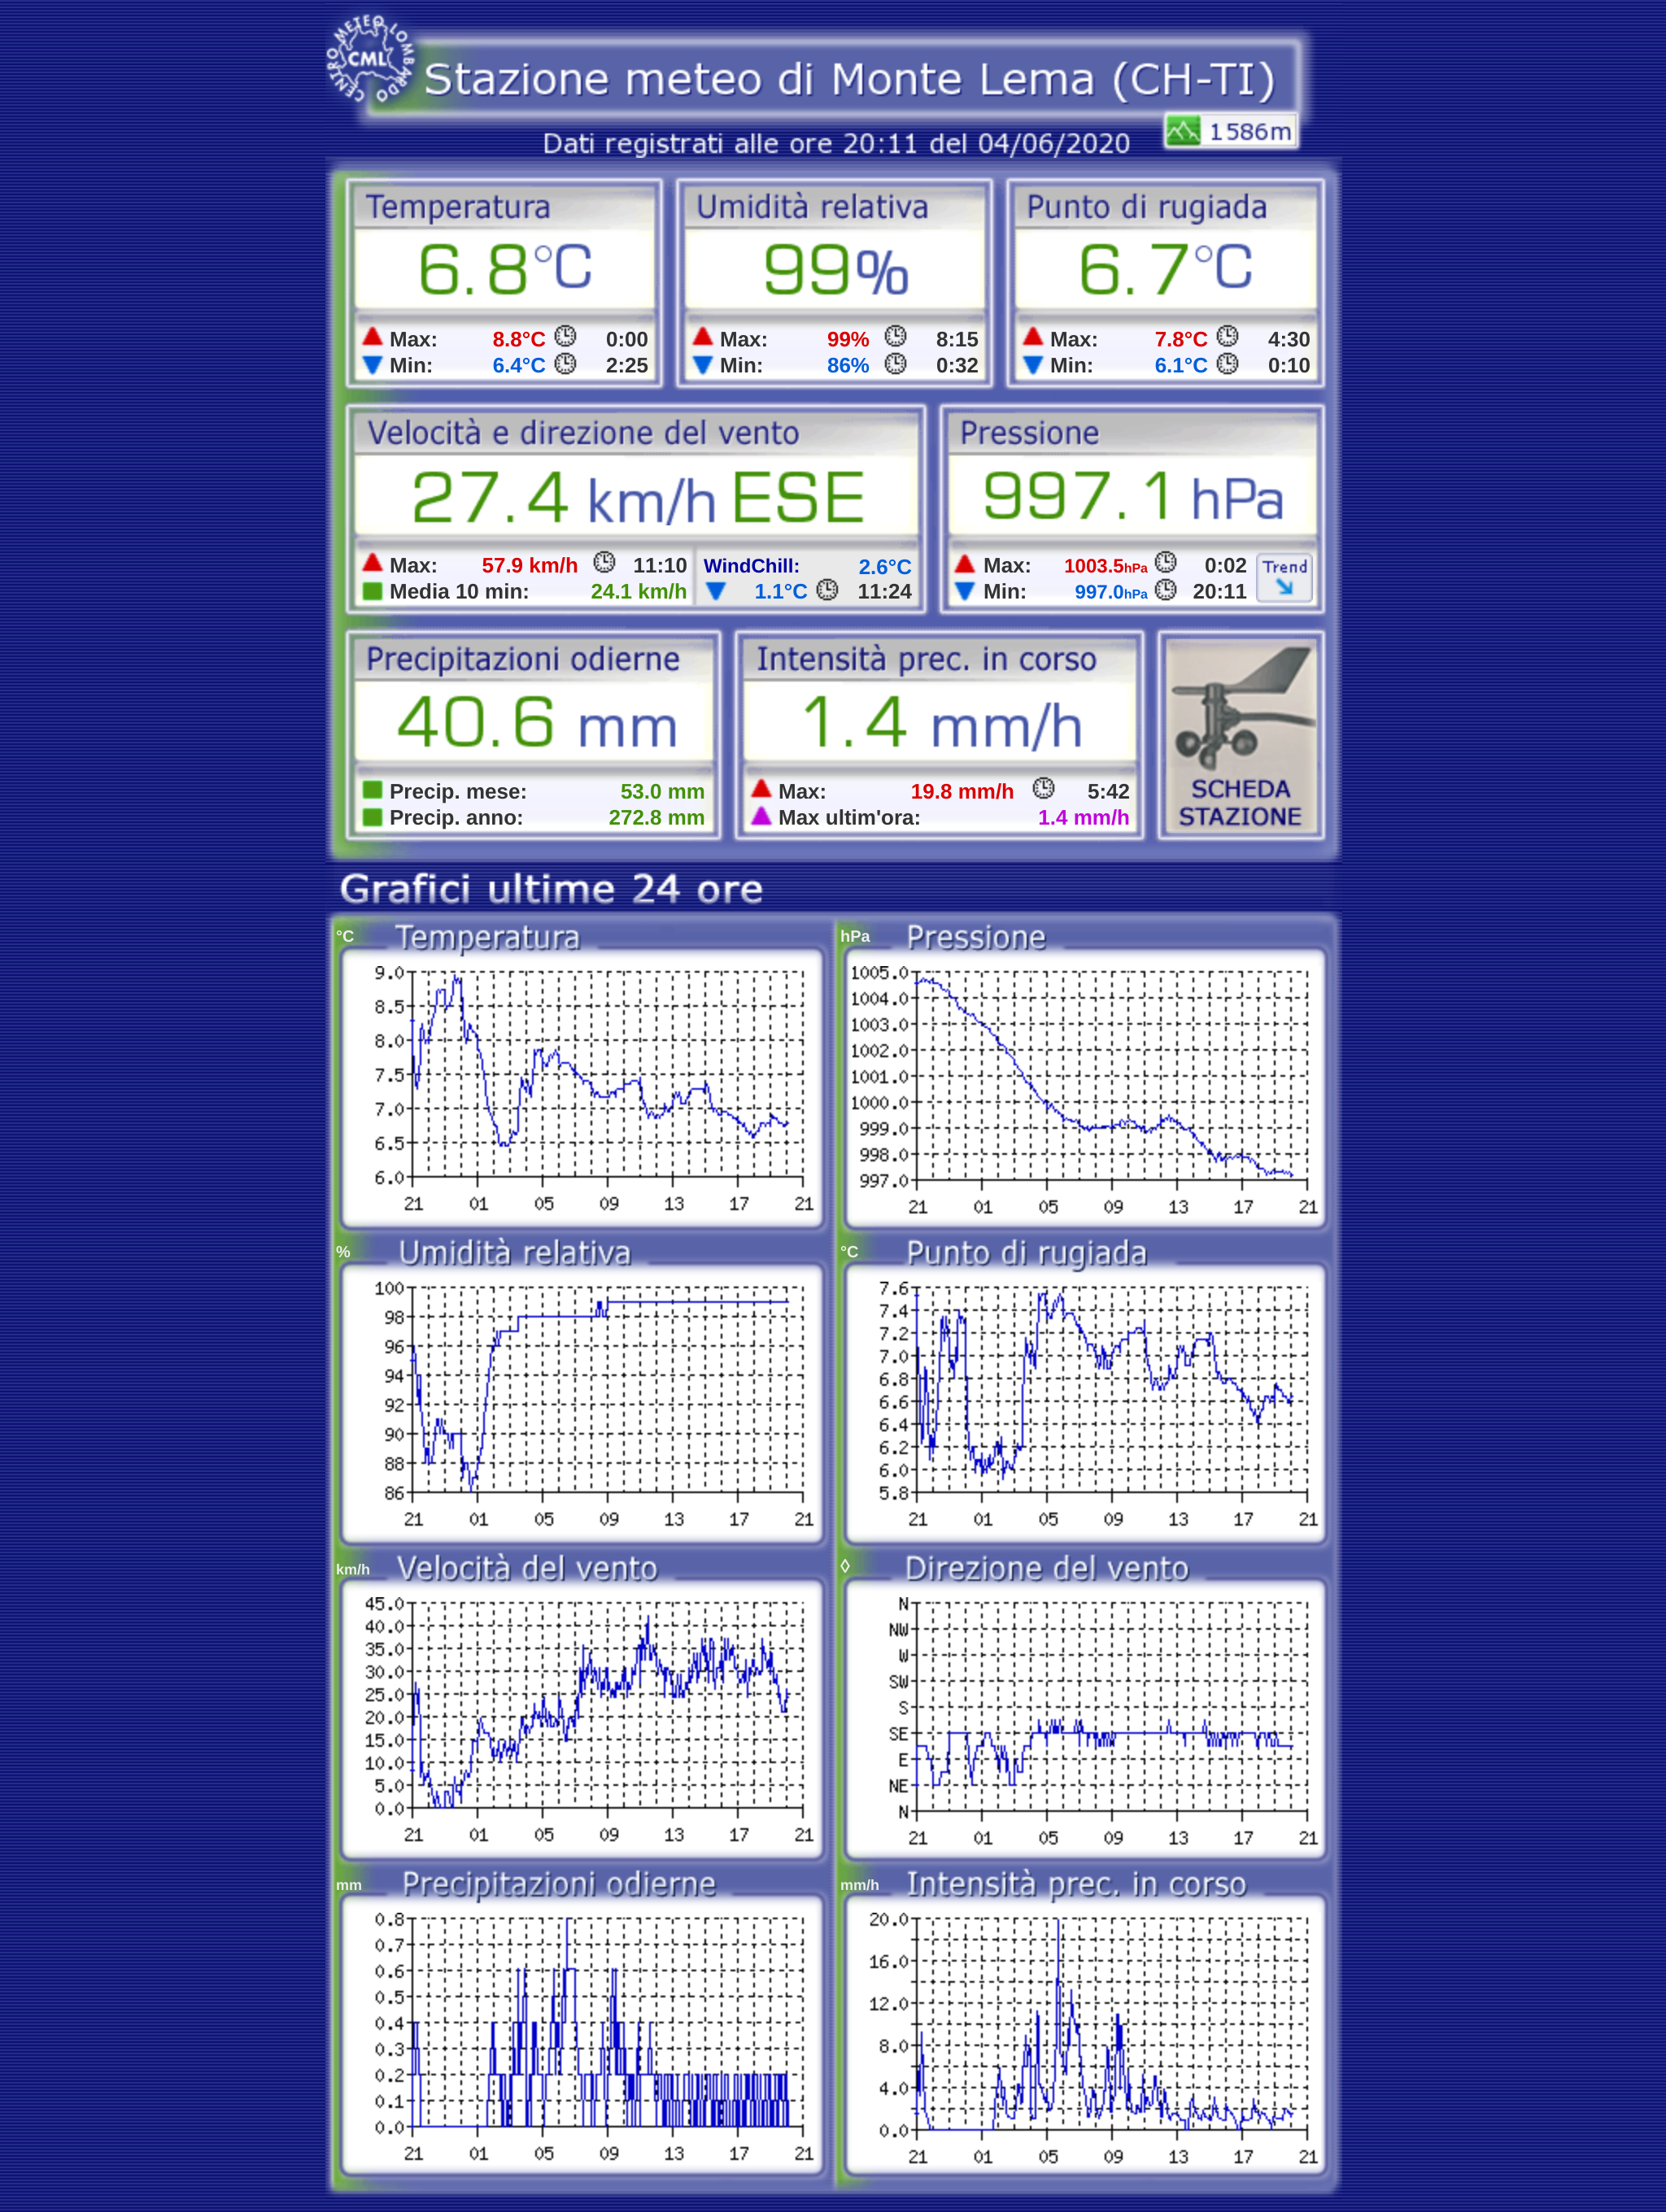 CENTRO METEO LOMBARDO
CML
Stazione meteo di Monte Lema (CH-TI)
Dati registrati alle ore 20:11 del 04/06/2020
1586m
Temperatura Umidità relativa Punto di rugiada
6.8°C 99% 6.7°C
Max: 8.8°C 0:00 Max: 99% 8:15 Max: 7.8°C 4:30
Min: 6.4°C 2:25 Min: 86% 0:32 Min: 6.1°C 0:10
Velocità e direzione del vento Pressione
27.4 km/h ESE 997.1 hPa
Max: 57.9 km/h 11:10 WindChill: 2.6°C Max: 1003.5hPa 0:02 Trend
Media 10 min: 24.1 km/h 1.1°C 11:24 Min: 997.0hPa 20:11
Precipitazioni odierne Intensità prec. in corso
40.6 mm 1.4 mm/h
Precip. mese: 53.0 mm Max: 19.8 mm/h 5:42 SCHEDA
Precip. anno: 272.8 mm Max ultim'ora: 1.4 mm/h STAZIONE
Grafici ultime 24 ore
°C Temperatura
9.0
8.5
8.0
7.5
7.0
6.5
6.0
21 01 05 09 13 17 21
hPa Pressione
1005.0
1004.0
1003.0
1002.0
1001.0
1000.0
999.0
998.0
997.0
21 01 05 09 13 17 21
% Umidità relativa
100
98
96
94
92
90
88
86
21 01 05 09 13 17 21
°C Punto di rugiada
7.6
7.4
7.2
7.0
6.8
6.6
6.4
6.2
6.0
5.8
21 01 05 09 13 17 21
km/h Velocità del vento
45.0
40.0
35.0
30.0
25.0
20.0
15.0
10.0
5.0
0.0
21 01 05 09 13 17 21
◊ Direzione del vento
N
NW
W
SW
S
SE
E
NE
N
21 01 05 09 13 17 21
mm Precipitazioni odierne
0.8
0.7
0.6
0.5
0.4
0.3
0.2
0.1
0.0
21 01 05 09 13 17 21
mm/h Intensità prec. in corso
20.0
16.0
12.0
8.0
4.0
0.0
21 01 05 09 13 17 21